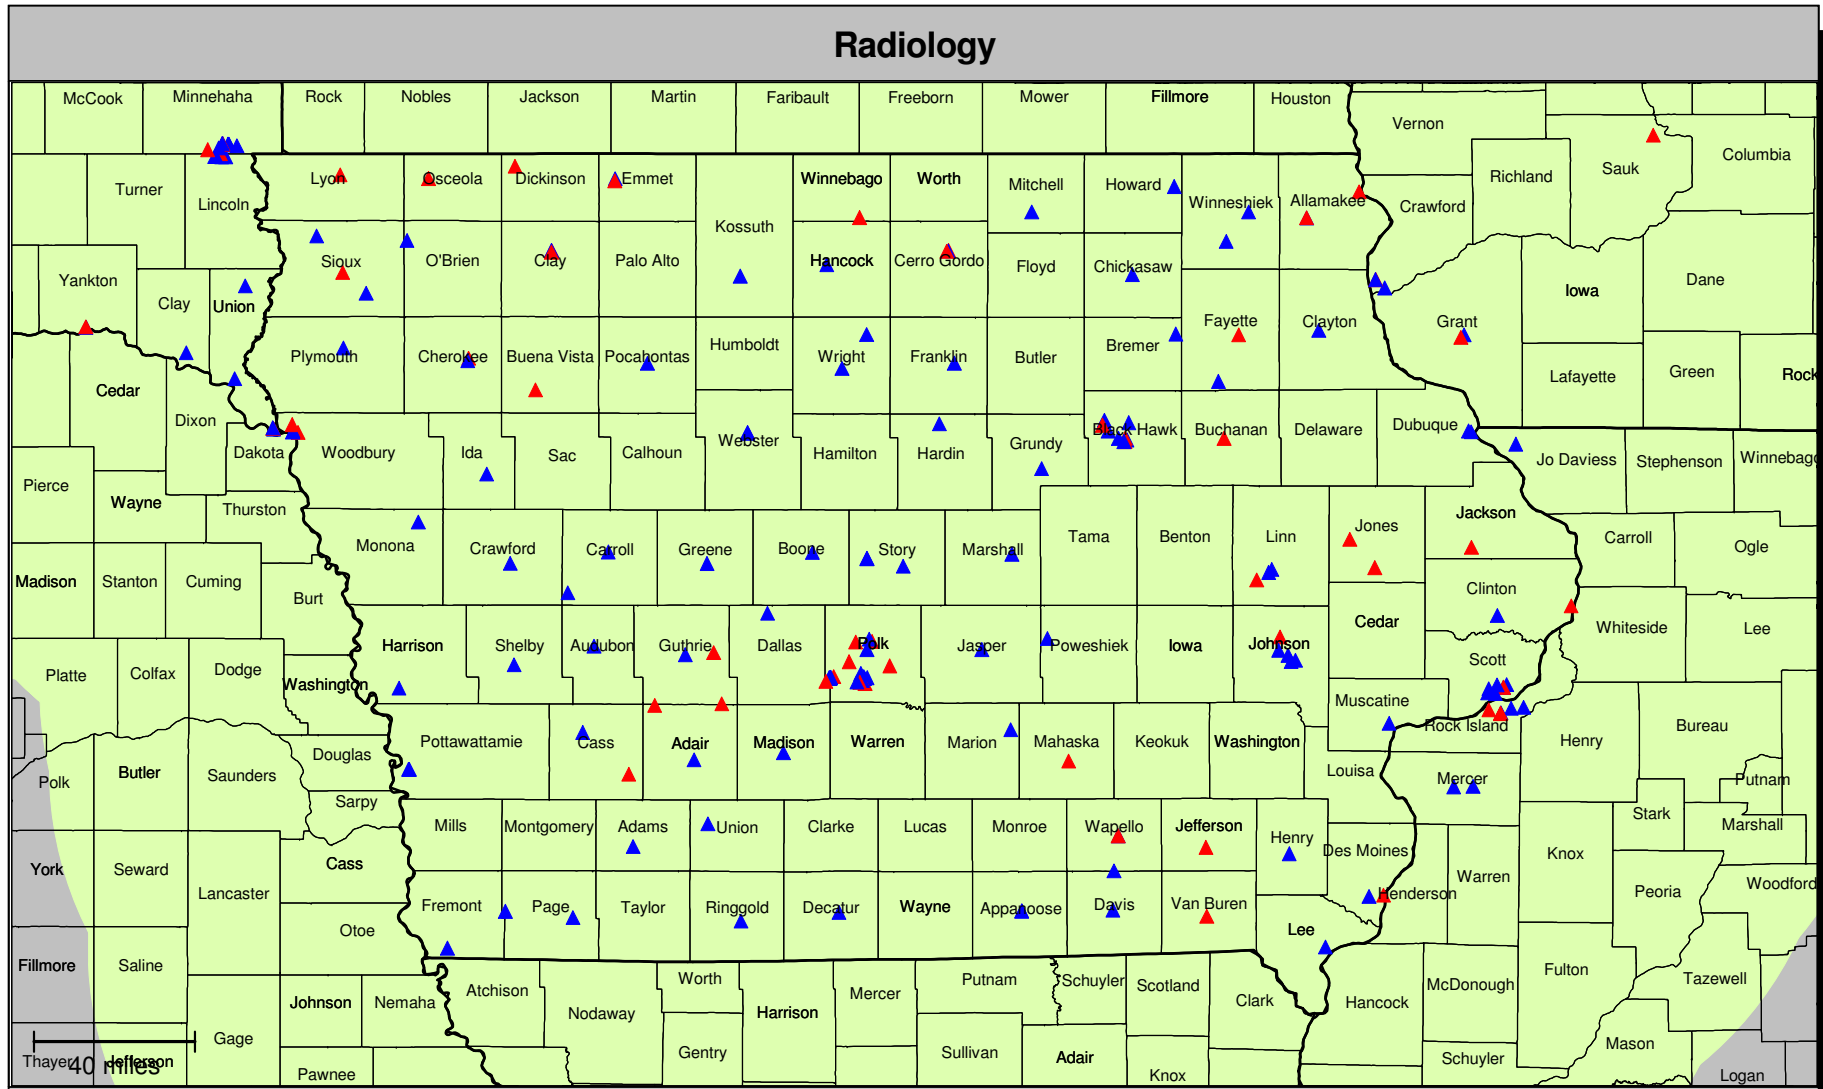 Radiology
McCook Minnehaha Rock Nobles Jackson Martin Faribault Freeborn Mower Fillmore Houston
Vernon
Turner Lincoln Lyon Osceola Dickinson Emmet Winnebago Worth Mitchell Howard Winneshiek Allamakee Crawford Richland Sauk Columbia
Kossuth
Yankton Clay Union Sioux O'Brien Clay Palo Alto Hancock Cerro Gordo Floyd Chickasaw Iowa Dane
Plymouth Cherokee Buena Vista Pocahontas Humboldt Wright Franklin Butler Bremer Fayette Clayton Grant
Cedar Lafayette Green Rock
Dixon Dakota Woodbury Ida Sac Calhoun Webster Hamilton Hardin Grundy Black Hawk Buchanan Delaware Dubuque
Jo Daviess Stephenson Winnebago
Pierce Wayne Thurston
Monona Crawford Carroll Greene Boone Story Marshall Tama Benton Linn Jones Jackson Carroll Ogle
Madison Stanton Cuming Burt Clinton
Harrison Shelby Audubon Guthrie Dallas Polk Jasper Poweshiek Iowa Johnson Cedar Whiteside Lee
Platte Colfax Dodge Washington Scott
Muscatine Rock Island
Pottawattamie Cass Adair Madison Warren Marion Mahaska Keokuk Washington Henry Bureau
Douglas Louisa
Polk Butler Saunders Mercer Putnam
Sarpy
Mills Montgomery Adams Union Clarke Lucas Monroe Wapello Jefferson Henry Des Moines Stark Marshall
York Seward Cass Knox
Lancaster Warren Peoria Woodford
Henderson
Fremont Page Taylor Ringgold Decatur Wayne Appanoose Davis Van Buren
Otoe Lee
Fillmore Saline Fulton Tazewell
Johnson Nemaha Atchison Nodaway Worth Harrison Mercer Putnam Schuyler Scotland Clark Hancock McDonough
Gage Gentry Sullivan Adair Schuyler Mason
Thayer Jefferson
40 miles
Pawnee Knox Logan